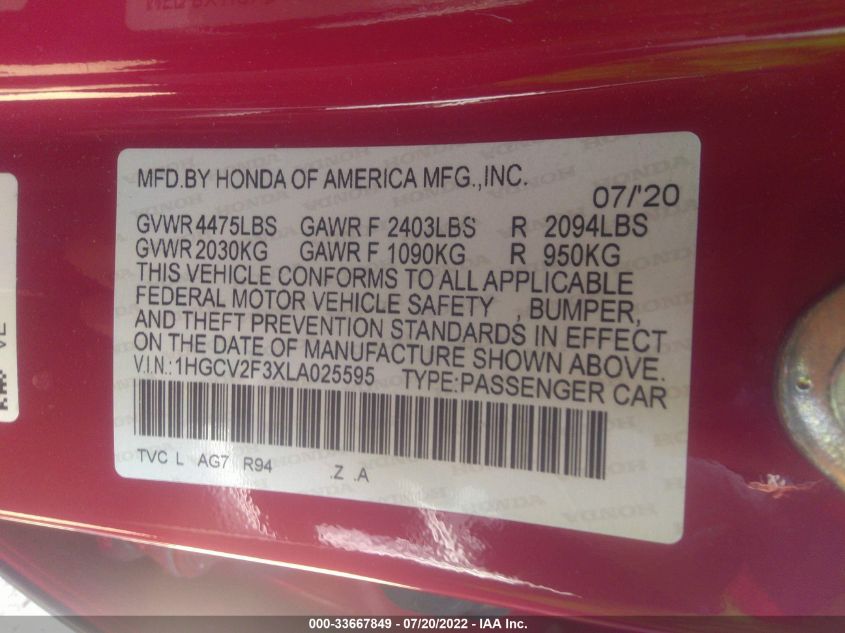 MFD.BY HONDA OF AMERICA MFG.,INC.
07/'20
GVWR 4475LBS GAWR F 2403LBS R 2094LBS
GVWR 2030KG GAWR F 1090KG R 950KG
THIS VEHICLE CONFORMS TO ALL APPLICABLE
FEDERAL MOTOR VEHICLE SAFETY , BUMPER,
AND THEFT PREVENTION STANDARDS IN EFFECT
ON THE DATE OF MANUFACTURE SHOWN ABOVE.
V.I.N.:1HGCV2F3XLA025595 TYPE:PASSENGER CAR
TVC L AG7 R94 .Z .A
000-33667849 - 07/20/2022 - IAA Inc.